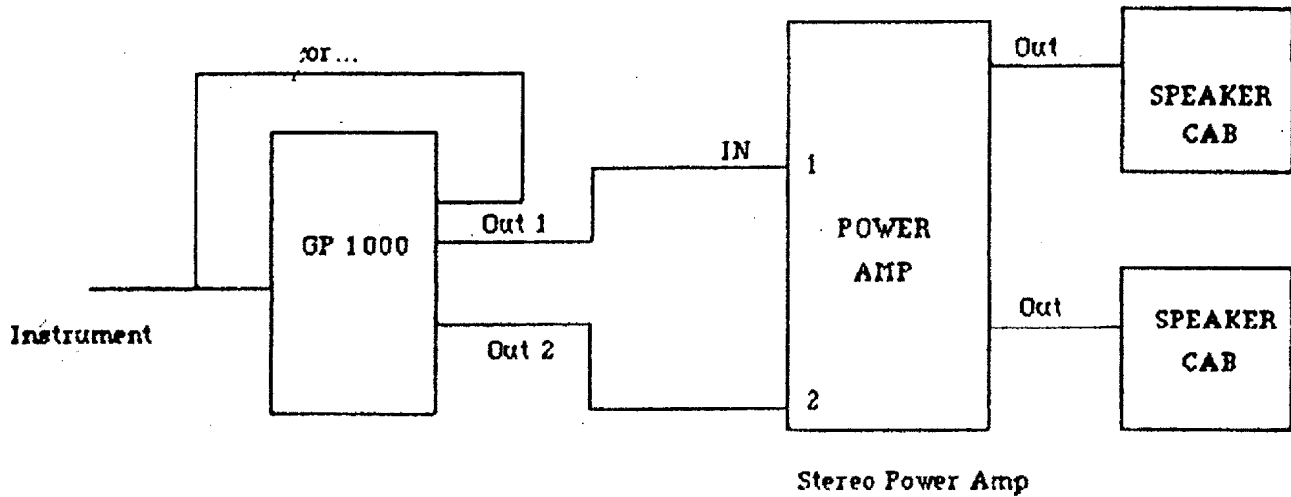 or...
Out
SPEAKER
CAB
IN
1
Out 1
GP 1000
POWER
AMP
Instrument
Out 2
2
Out
SPEAKER
CAB
Stereo Power Amp